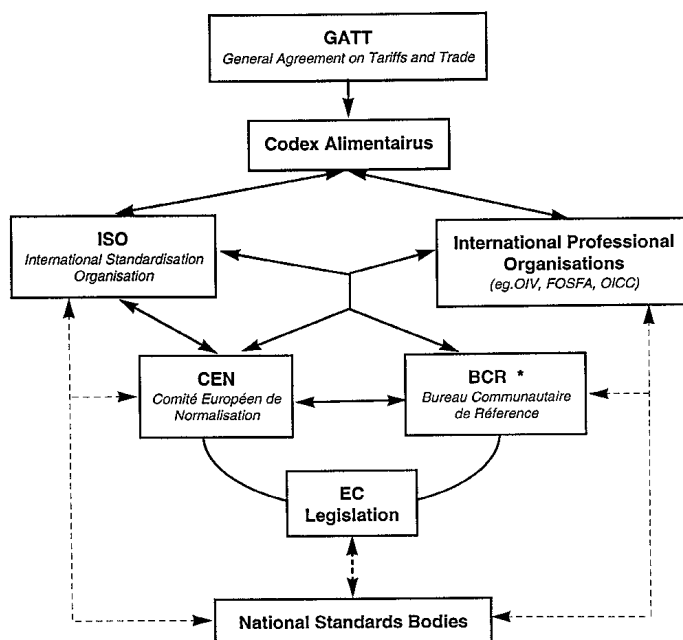 GATT
General Agreement on Tariffs and Trade
Codex Alimentairus
ISO
International Standardisation
Organisation
International Professional
Organisations
(eg.OIV, FOSFA, OICC)
CEN
Comité Européen de
Normalisation
BCR *
Bureau Communautaire
de Réference
EC
Legislation
National Standards Bodies